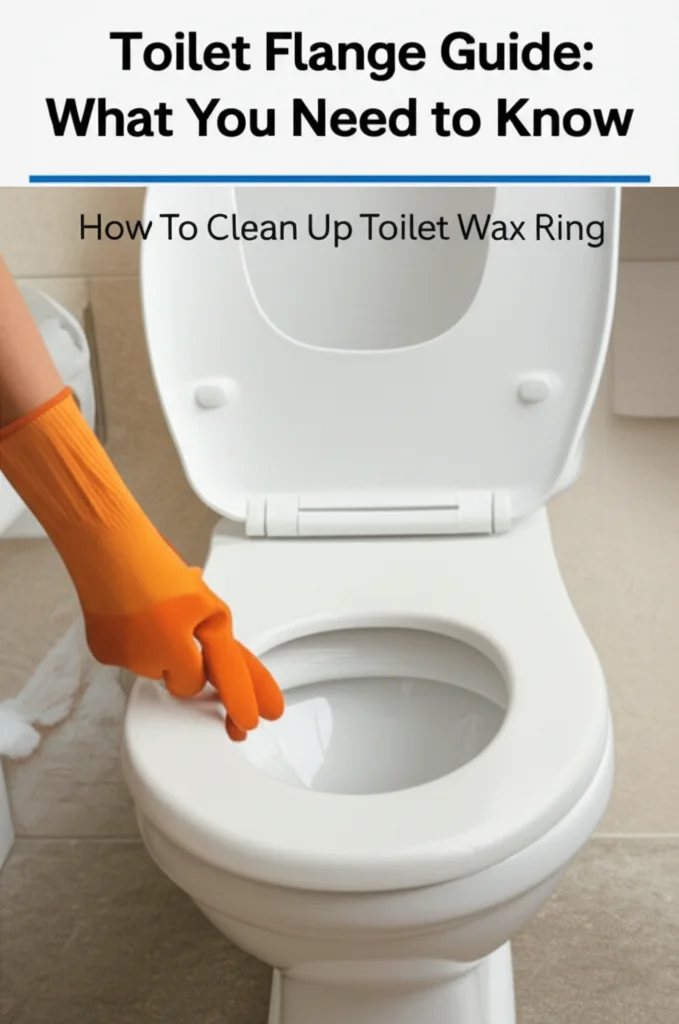 Toilet Flange Guide:
What You Need to Know
How To Clean Up Toilet Wax Ring